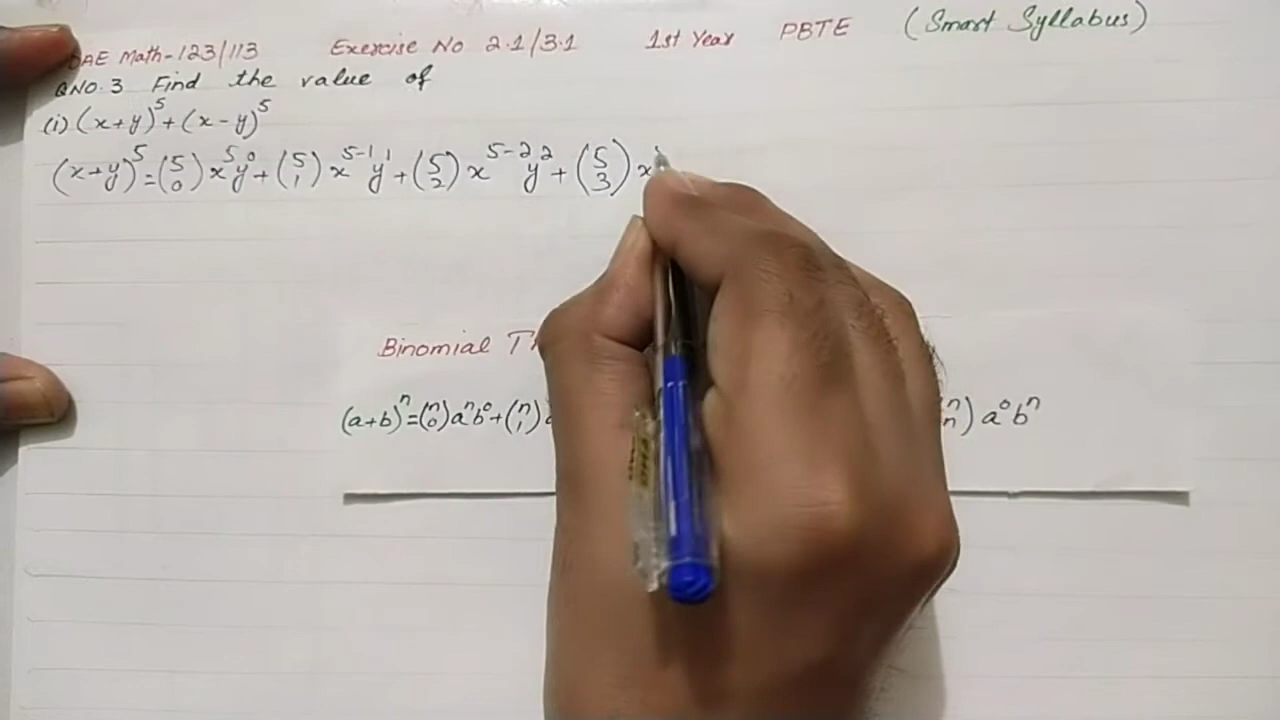 DAE Math-123/113 Exercise No 2.1/3.1 1st Year PBTE (Smart Syllabus)
QNO.3 Find the value of
(i) (x+y)^5 + (x-y)^5
(x+y)^5 = (5 0) x^5 y^0 + (5 1) x^5-1 y^1 + (5 2) x^5-2 y^2 + (5 3) x
Binomial
(a+b)^n = (n 0) a^n b^0 + (n 1) (n n) a^0 b^n